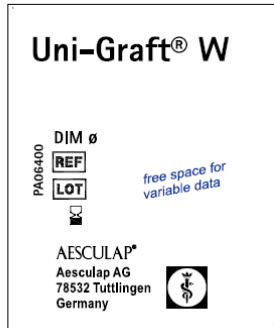 Uni-Graft® W
DIM ø
REF
LOT
PA06400
free space for
variable data
AESCULAP®
Aesculap AG
78532 Tuttlingen
Germany